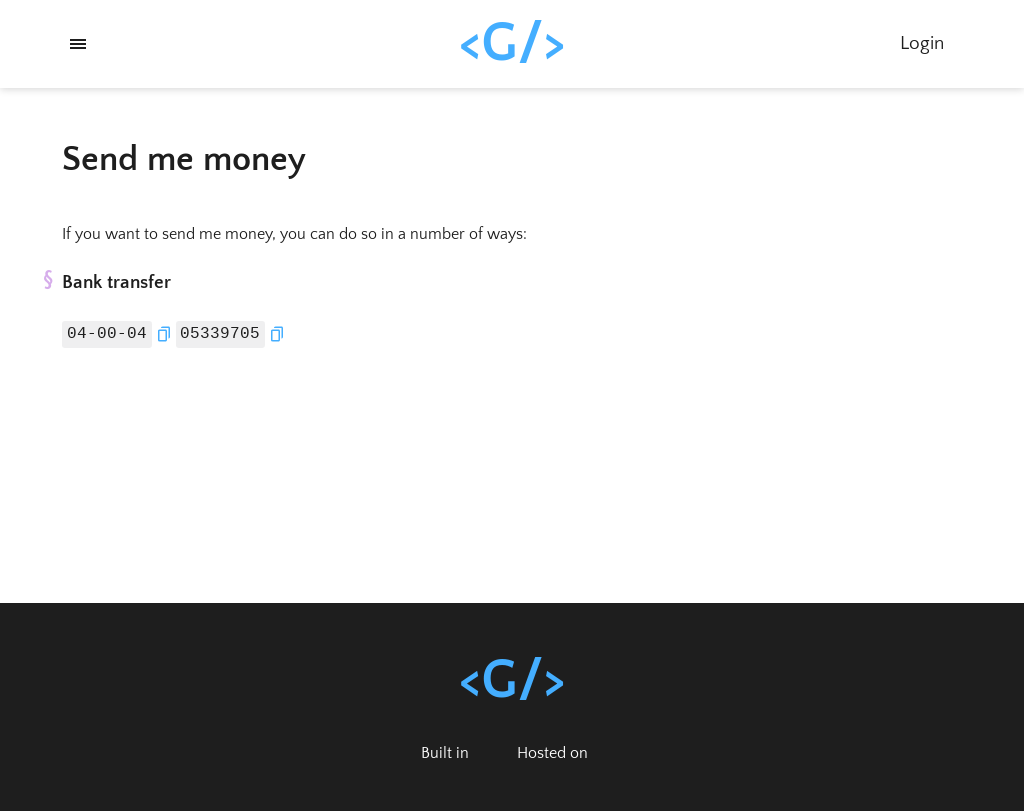 <G/>
Login
Send me money
If you want to send me money, you can do so in a number of ways:
§ Bank transfer
04-00-04 05339705
<G/>
Built in Hosted on